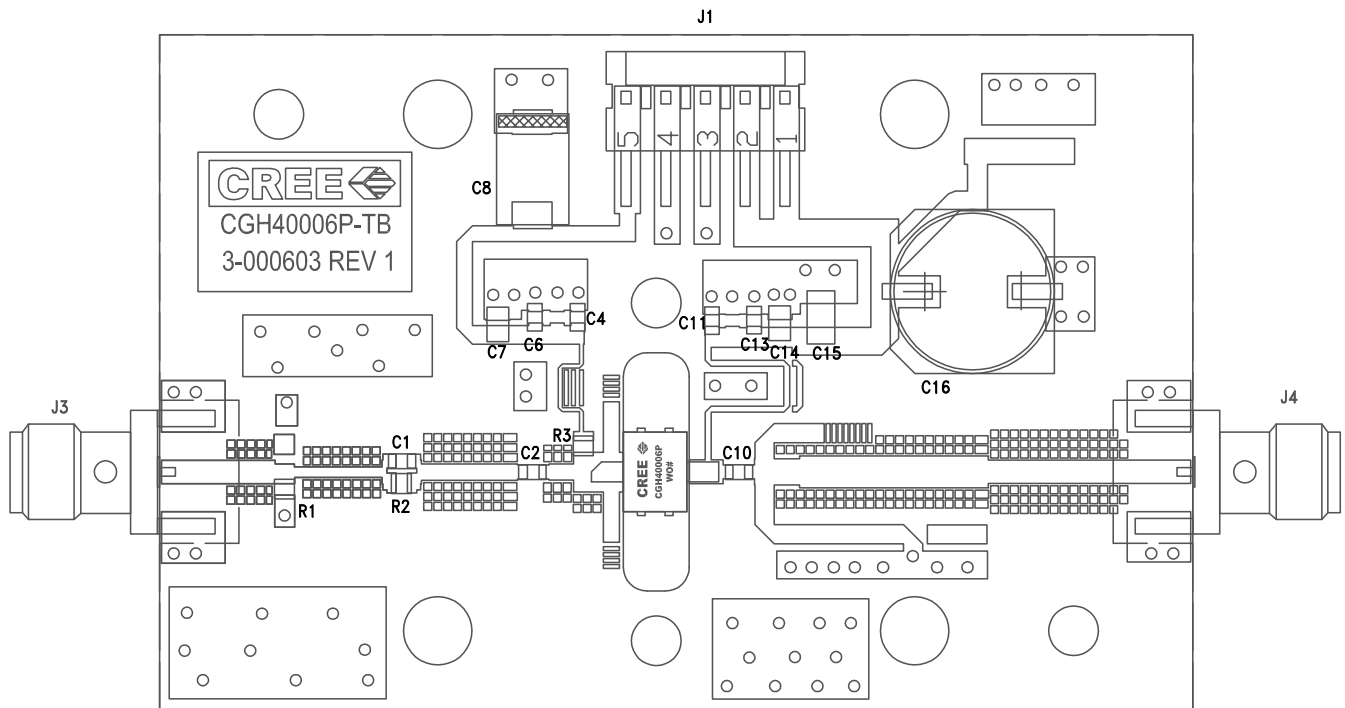 J1
5 4 3 2 1
C8
CREE
CGH40006P-TB
3-000603 REV 1
C4
C11
C7
C6
C13
C14
C15
C16
J3
J4
C1
C2
R3
C10
R1
R2
CREE
CGH40006P
WO#